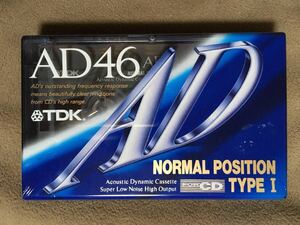 AD46
AD's outstanding frequency response
means beautifully clear renditions
from CD's high range.
TDK
AD
NORMAL POSITION
TYPE I
Acoustic Dynamic Cassette
Super Low Noise High Output
CD